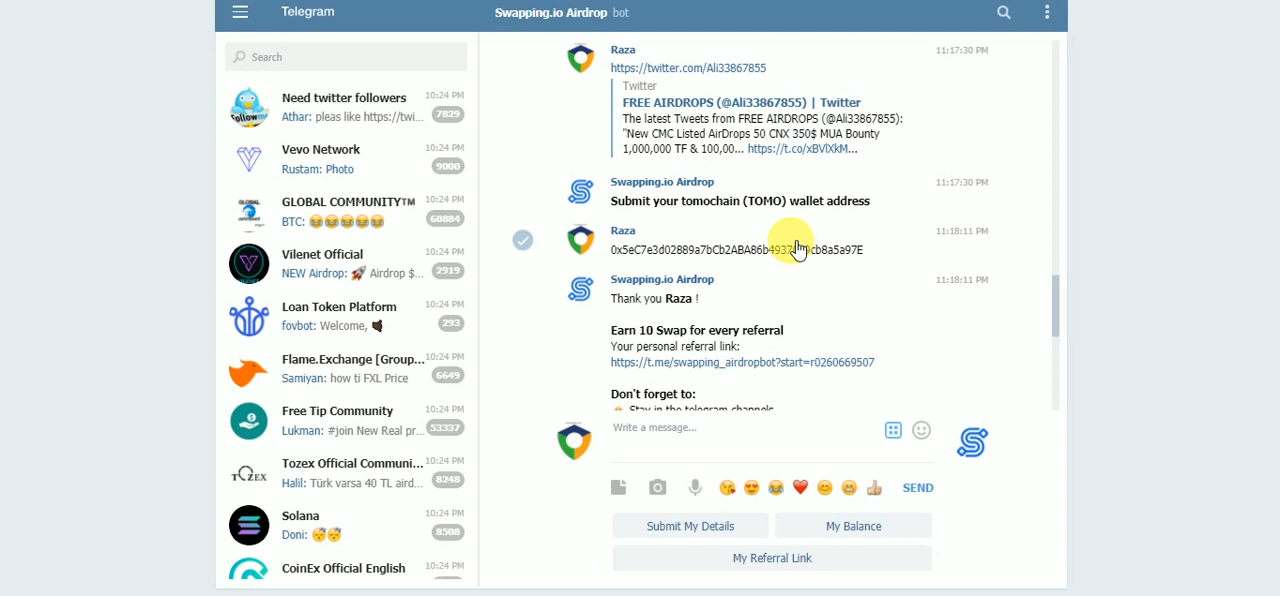 Telegram
Swapping.io Airdrop bot
Search
Need twitter followers 10:24 PM
Athar: pleas like https://twi... 7829
Vevo Network 10:24 PM
Rustam: Photo 9000
GLOBAL COMMUNITY™ 10:24 PM
BTC: 😂😂😂😂😂 60884
Vilenet Official 10:24 PM
NEW Airdrop: 🚀 Airdrop $... 2919
Loan Token Platform 10:24 PM
fovbot: Welcome, 293
Flame.Exchange [Group... 10:24 PM
Samiyan: how ti FXL Price 6649
Free Tip Community 10:24 PM
Lukman: #join New Real pr... 53337
Tozex Official Communi... 10:24 PM
Halil: Türk varsa 40 TL aird... 8248
Solana 10:24 PM
Doni: 😴😴 8508
CoinEx Official English 10:24 PM
Raza 11:17:30 PM
https://twitter.com/Ali33867855
Twitter
FREE AIRDROPS (@Ali33867855) | Twitter
The latest Tweets from FREE AIRDROPS (@Ali33867855):
"New CMC Listed AirDrops 50 CNX 350$ MUA Bounty
1,000,000 TF & 100,00... https://t.co/xBVlXkM...
Swapping.io Airdrop 11:17:30 PM
Submit your tomochain (TOMO) wallet address
Raza 11:18:11 PM
Swapping.io Airdrop 11:18:11 PM
Thank you Raza !
Earn 10 Swap for every referral
Your personal referral link:
https://t.me/swapping_airdropbot?start=r0260669507
Don't forget to:
Stay in the telegram channels
Write a message...
SEND
Submit My Details
My Balance
My Referral Link